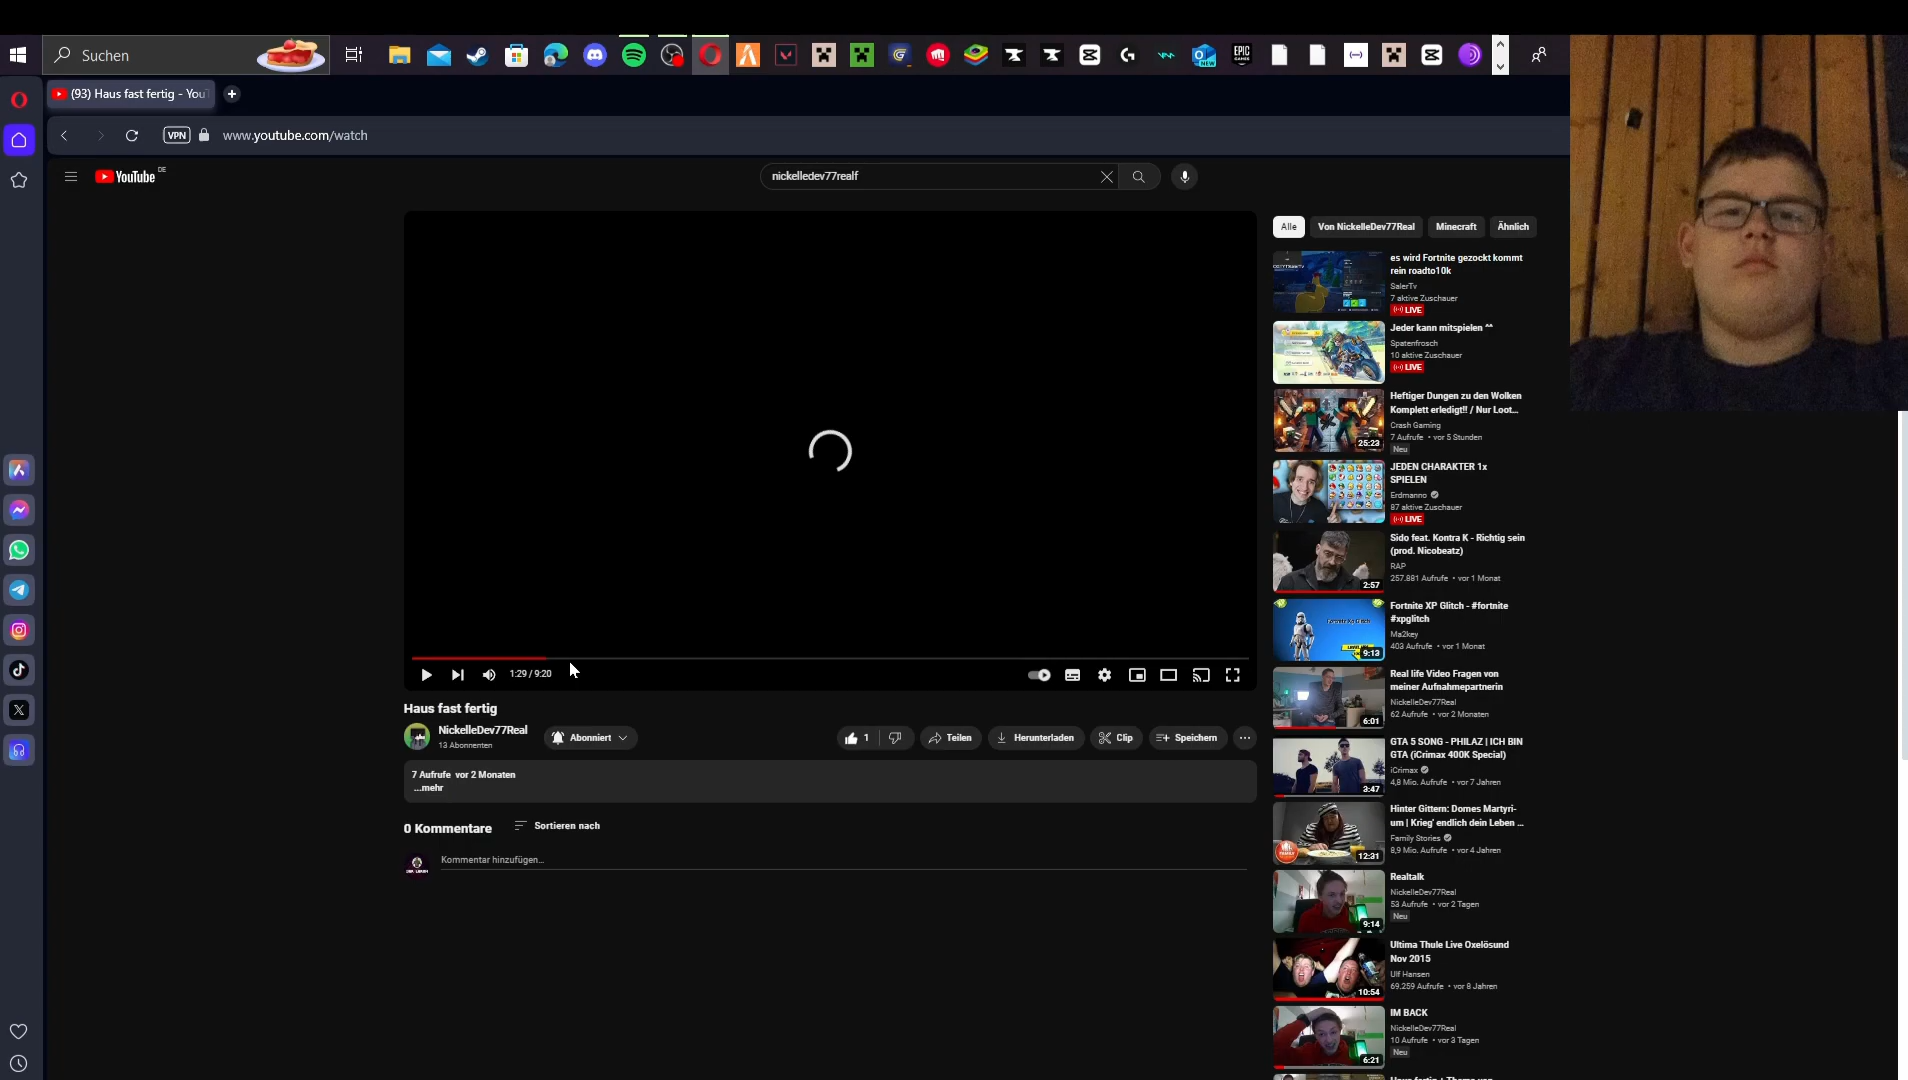 Suchen
(93) Haus fast fertig - You
VPN
www.youtube.com/watch
YouTube DE
nickelledev77realf
Alle
Von NickelleDev77Real
Minecraft
Ähnlich
es wird Fortnite gezockt kommt
rein roadto10k
SalerTv
7 aktive Zuschauer
LIVE
Jeder kann mitspielen ^^
Spatenfrosch
10 aktive Zuschauer
LIVE
Heftiger Dungen zu den Wolken
Komplett erledigt!! / Nur Loot...
Crash Gaming
7 Aufrufe • vor 5 Stunden
Neu
25:23
JEDEN CHARAKTER 1x
SPIELEN
Erdmanno
87 aktive Zuschauer
LIVE
Sido feat. Kontra K - Richtig sein
(prod. Nicobeatz)
RAP
257.881 Aufrufe • vor 1 Monat
2:57
Fortnite XP Glitch - #fortnite
#xpglitch
Ma2key
403 Aufrufe • vor 1 Monat
9:13
Real life Video Fragen von
meiner Aufnahmepartnerin
NickelleDev77Real
62 Aufrufe • vor 2 Monaten
6:01
GTA 5 SONG - PHILAZ | ICH BIN
GTA (iCrimax 400K Special)
iCrimax
4,8 Mio. Aufrufe • vor 7 Jahren
3:47
Hinter Gittern: Domes Martyri-
um | Krieg' endlich dein Leben ...
Family Stories
8,9 Mio. Aufrufe • vor 4 Jahren
12:31
Realtalk
NickelleDev77Real
53 Aufrufe • vor 2 Tagen
Neu
9:14
Ultima Thule Live Oxelösund
Nov 2015
Ulf Hansen
69.259 Aufrufe • vor 8 Jahren
10:54
IM BACK
NickelleDev77Real
10 Aufrufe • vor 3 Tagen
Neu
6:21
1:29 / 9:20
Haus fast fertig
NickelleDev77Real
13 Abonnenten
Abonniert
1
Teilen
Herunterladen
Clip
Speichern
7 Aufrufe vor 2 Monaten
...mehr
0 Kommentare
Sortieren nach
Kommentar hinzufügen...